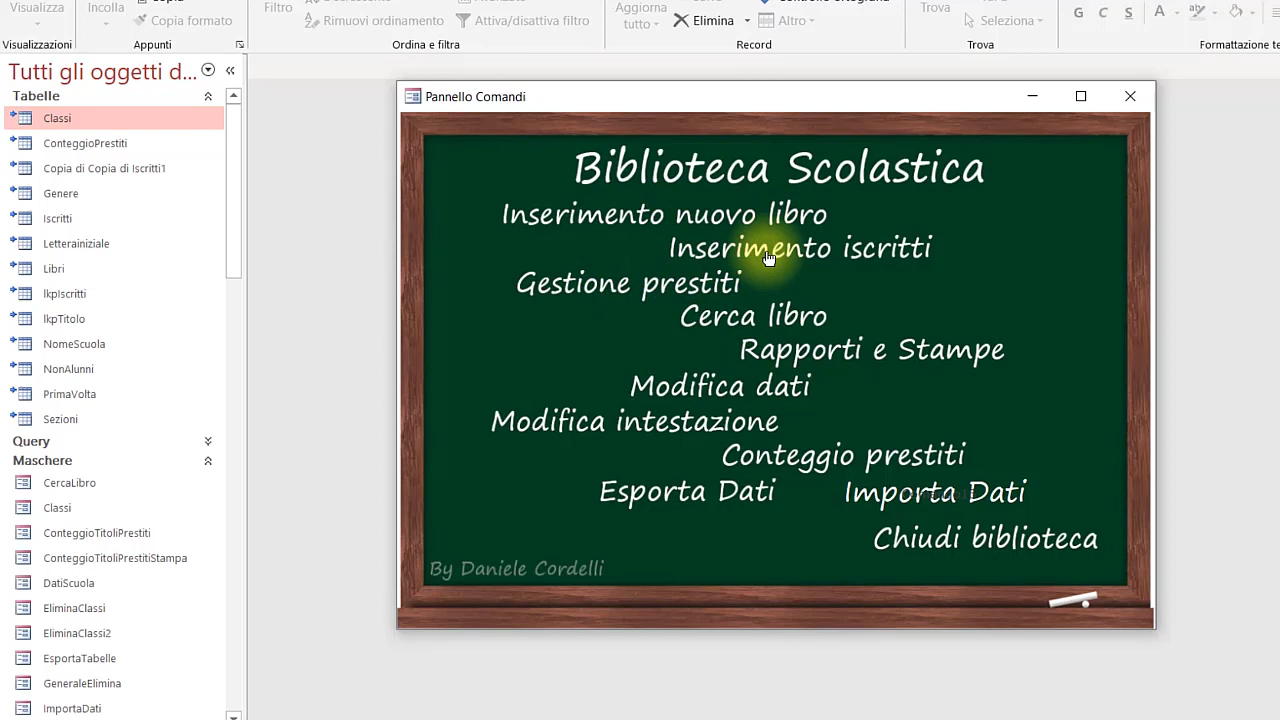 Visualizza
Incolla
Copia formato
Visualizzazioni
Appunti
Filtro
Rimuovi ordinamento
Attiva/disattiva filtro
Ordina e filtra
Aggiorna
tutto
Elimina
Altro
Record
Trova
Seleziona
Trova
G C S A
Formattazione te
Tutti gli oggetti d...
Tabelle
Classi
ConteggioPrestiti
Copia di Copia di Iscritti1
Genere
Iscritti
Letterainiziale
Libri
lkpIscritti
lkpTitolo
NomeScuola
NonAlunni
PrimaVolta
Sezioni
Query
Maschere
CercaLibro
Classi
ConteggioTitoliPrestiti
ConteggioTitoliPrestitiStampa
DatiScuola
EliminaClassi
EliminaClassi2
EsportaTabelle
GeneraleElimina
ImportaDati
Pannello Comandi
Biblioteca Scolastica
Inserimento nuovo libro
Inserimento iscritti
Gestione prestiti
Cerca libro
Rapporti e Stampe
Modifica dati
Modifica intestazione
Conteggio prestiti
Esporta Dati Importa Dati
Chiudi biblioteca
By Daniele Cordelli